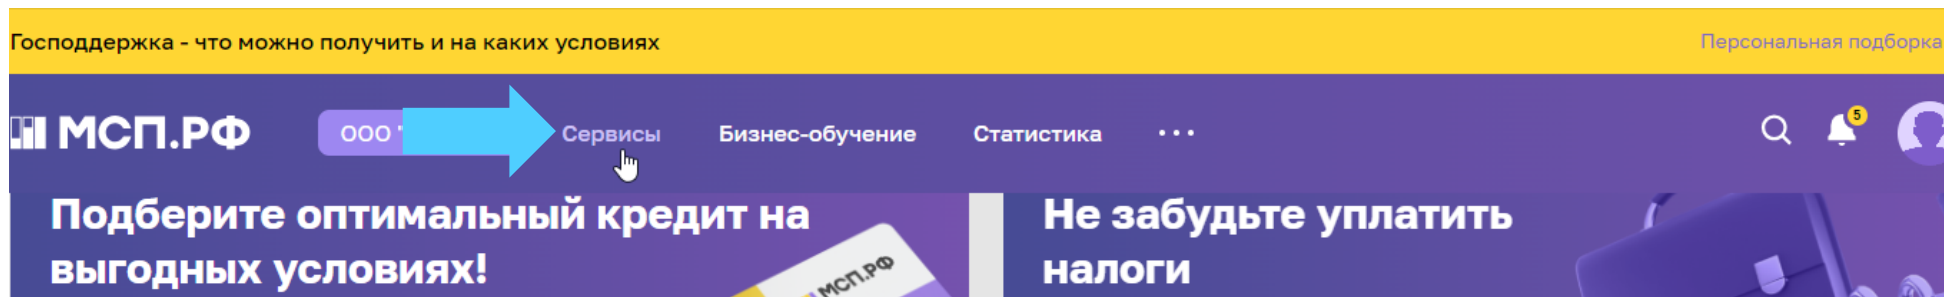 Господдержка - что можно получить и на каких условиях
Персональная подборка
МСП.РФ
ООО "
Сервисы
Бизнес-обучение
Статистика
...
5
Подберите оптимальный кредит на
выгодных условиях!
МСП.РФ
Не забудьте уплатить
налоги